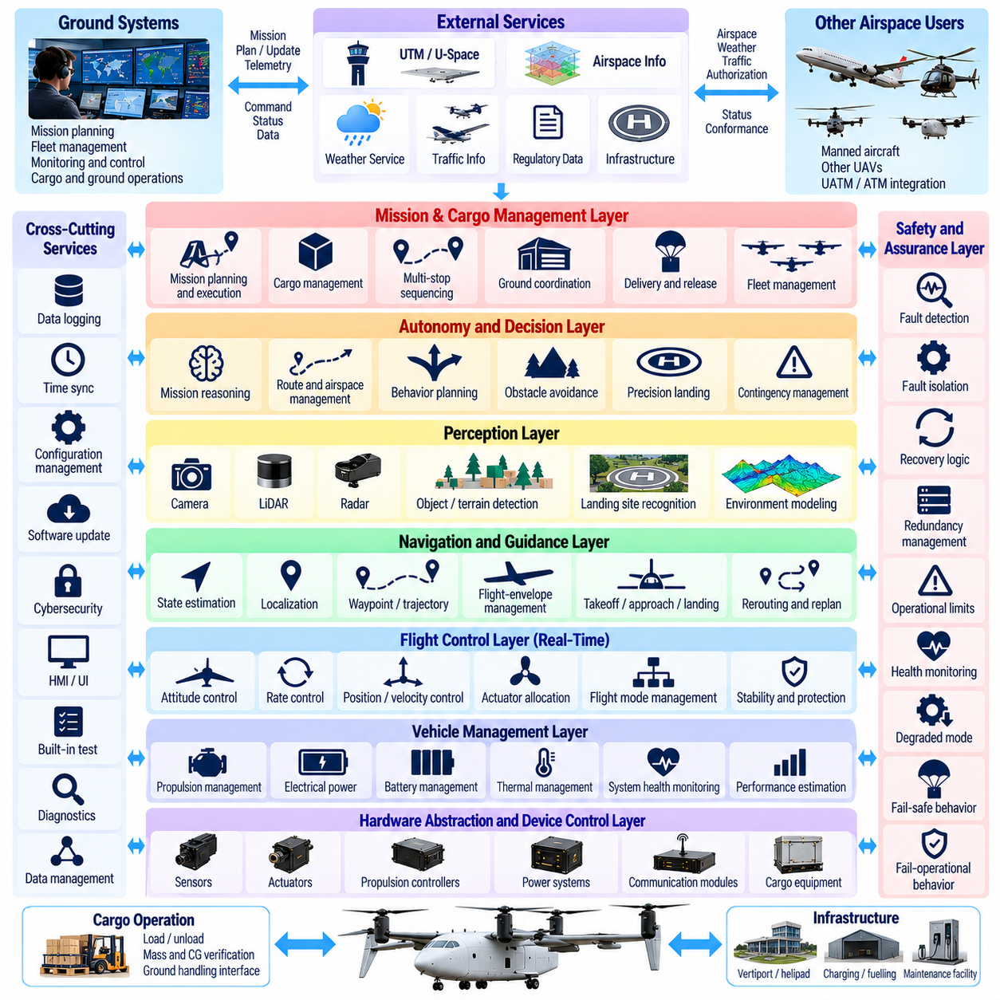 Ground Systems
Mission planning
Fleet management
Monitoring and control
Cargo and ground operations
Mission
Plan / Update
Telemetry
Command
Status
Data
External Services
UTM / U-Space
Airspace Info
Weather Service
Traffic Info
Regulatory Data
H
Infrastructure
Airspace
Weather
Traffic
Authorization
Status
Conformance
Other Airspace Users
Manned aircraft
Other UAVs
UATM / ATM integration
Cross-Cutting
Services
Data logging
Time sync
Configuration
management
Software update
Cybersecurity
HMI / UI
Built-in test
Diagnostics
Data management
Mission & Cargo Management Layer
Mission planning
and execution
Cargo management
Multi-stop
sequencing
Ground coordination
Delivery and release
Fleet management
Autonomy and Decision Layer
Mission reasoning
Route and airspace
management
Behavior planning
Obstacle avoidance
H
Precision landing
Contingency management
Perception Layer
Camera
LiDAR
Radar
Object / terrain detection
H
Landing site recognition
Environment modeling
Navigation and Guidance Layer
State estimation
Localization
Waypoint / trajectory
Flight-envelope
management
Takeoff / approach / landing
Rerouting and replan
Flight Control Layer (Real-Time)
Attitude control
Rate control
Position / velocity control
Actuator allocation
Flight mode management
Stability and protection
Vehicle Management Layer
Propulsion management
Electrical power
Battery management
Thermal management
System health monitoring
Performance estimation
Hardware Abstraction and Device Control Layer
Sensors
Actuators
Propulsion controllers
Power systems
Communication modules
Cargo equipment
Safety and
Assurance Layer
Fault detection
Fault isolation
Recovery logic
Redundancy
management
Operational limits
Health monitoring
Degraded mode
Fail-safe behavior
Fail-operational
behavior
Cargo Operation
Load / unload
Mass and CG verification
Ground handling interface
Infrastructure
Vertiport / helipad
Charging / fuelling
Maintenance facility